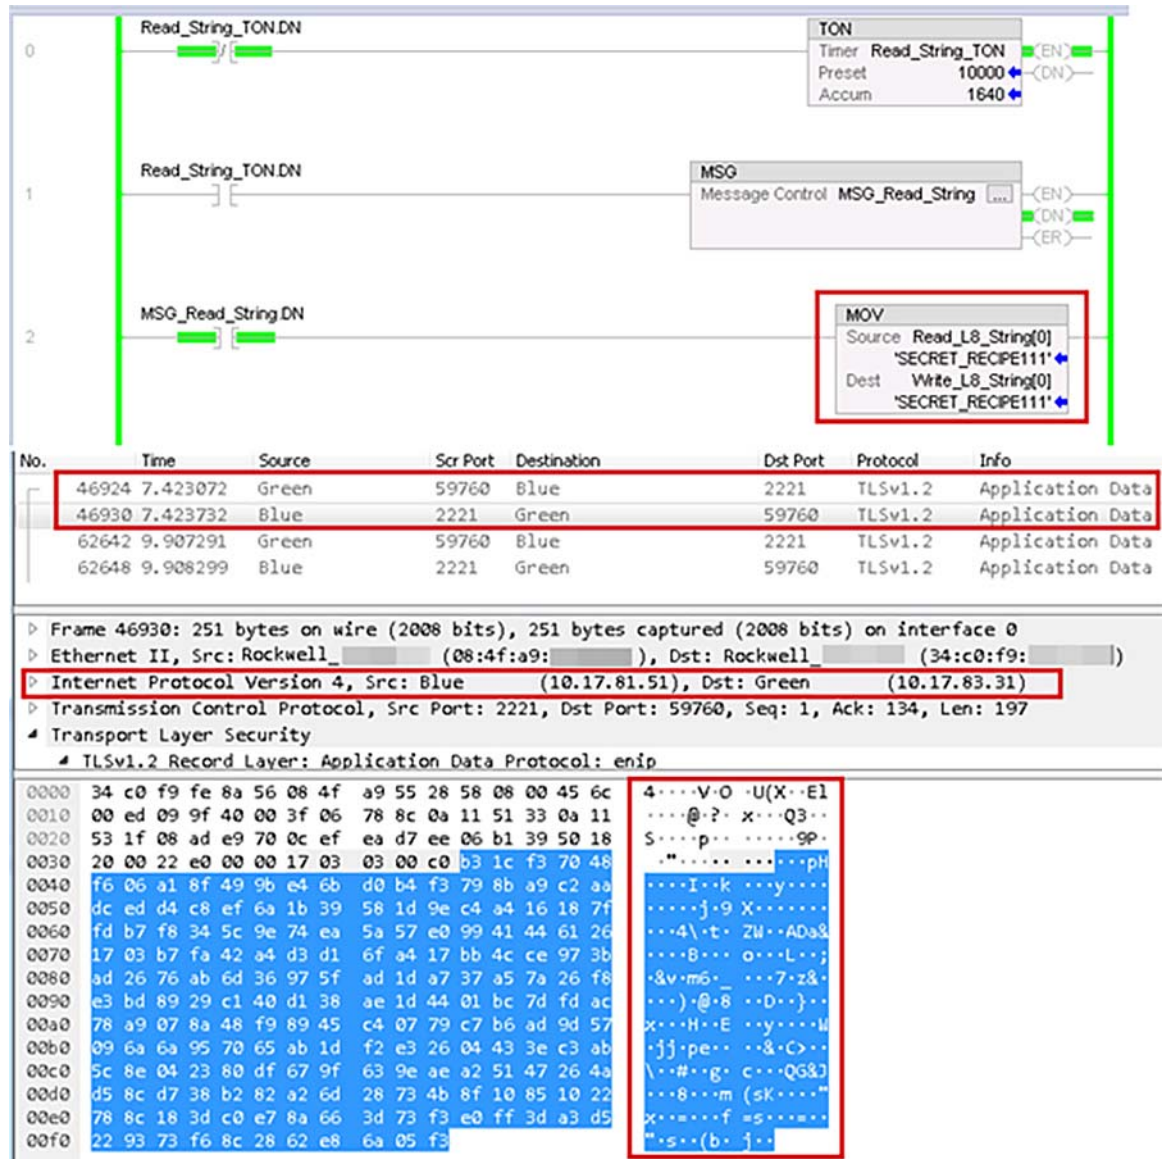 Read_String_TON.DN
TON
0
Timer Read_String_TON (EN)
Preset 10000 (DN)
Accum 1640
Read_String_TON.DN
MSG
1
Message Control MSG_Read_String ... (EN)
(DN)
(ER)
MSG_Read_String.DN
MOV
2
Source Read_L8_String[0]
'SECRET_RECIPE111'
Dest Write_L8_String[0]
'SECRET_RECIPE111'
No. Time Source Scr Port Destination Dst Port Protocol Info
46924 7.423072 Green 59760 Blue 2221 TLSv1.2 Application Data
46930 7.423732 Blue 2221 Green 59760 TLSv1.2 Application Data
62642 9.907291 Green 59760 Blue 2221 TLSv1.2 Application Data
62648 9.908299 Blue 2221 Green 59760 TLSv1.2 Application Data
Frame 46930: 251 bytes on wire (2008 bits), 251 bytes captured (2008 bits) on interface 0
Ethernet II, Src: Rockwell_ (08:4f:a9: ), Dst: Rockwell_ (34:c0:f9: )
Internet Protocol Version 4, Src: Blue (10.17.81.51), Dst: Green (10.17.83.31)
Transmission Control Protocol, Src Port: 2221, Dst Port: 59760, Seq: 1, Ack: 134, Len: 197
Transport Layer Security
TLSv1.2 Record Layer: Application Data Protocol: enip
0000 34 c0 f9 fe 8a 56 08 4f a9 55 28 58 08 00 45 6c 4····V·O ·U(X··El
0010 00 ed 09 9f 40 00 3f 06 78 8c 0a 11 51 33 0a 11 ····@·?· x···Q3··
0020 53 1f 08 ad e9 70 0c ef ea d7 ee 06 b1 39 50 18 S····p·· ·····9P·
0030 20 00 22 e0 00 00 17 03 03 00 c0 b3 1c f3 70 48 ·"····· ······pH
0040 f6 06 a1 8f 49 9b e4 6b d0 b4 f3 79 8b a9 c2 aa ····I··k ···y····
0050 dc ed d4 c8 ef 6a 1b 39 58 1d 9e c4 a4 16 18 7f ·····j·9 X·······
0060 fd b7 f8 34 5c 9e 74 ea 5a 57 e0 99 41 44 61 26 ···4\·t· ZW··ADa&
0070 17 03 b7 fa 42 a4 d3 d1 6f a4 17 bb 4c ce 97 3b ····B··· o···L··;
0080 ad 26 76 ab 6d 36 97 5f ad 1d a7 37 a5 7a 26 f8 ·&v·m6·_ ···7·z&·
0090 e3 bd 89 29 c1 40 d1 38 ae 1d 44 01 bc 7d fd ac ···)·@·8 ··D··}··
00a0 78 a9 07 8a 48 f9 89 45 c4 07 79 c7 b6 ad 9d 57 x···H··E ··y····W
00b0 09 6a 6a 95 70 65 ab 1d f2 e3 26 04 43 3e c3 ab ·jj·pe·· ··&·C>··
00c0 5c 8e 04 23 80 df 67 9f 63 9e ae a2 51 47 26 4a \··#··g· c···QG&J
00d0 d5 8c d7 38 b2 82 a2 6d 28 73 4b 8f 10 85 10 22 ···8···m (sK····"
00e0 78 8c 18 3d c0 e7 8a 66 3d 73 f3 e0 ff 3d a3 d5 x··=···f =s···=··
00f0 22 93 73 f6 8c 28 62 e8 6a 05 f3 "·s··(b· j··